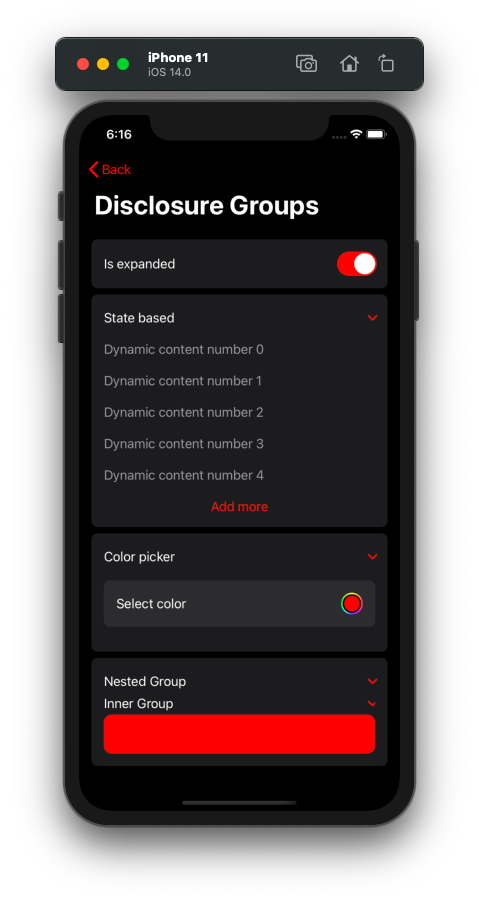 iPhone 11
iOS 14.0
6:16
Back
Disclosure Groups
Is expanded
State based
Dynamic content number 0
Dynamic content number 1
Dynamic content number 2
Dynamic content number 3
Dynamic content number 4
Add more
Color picker
Select color
Nested Group
Inner Group